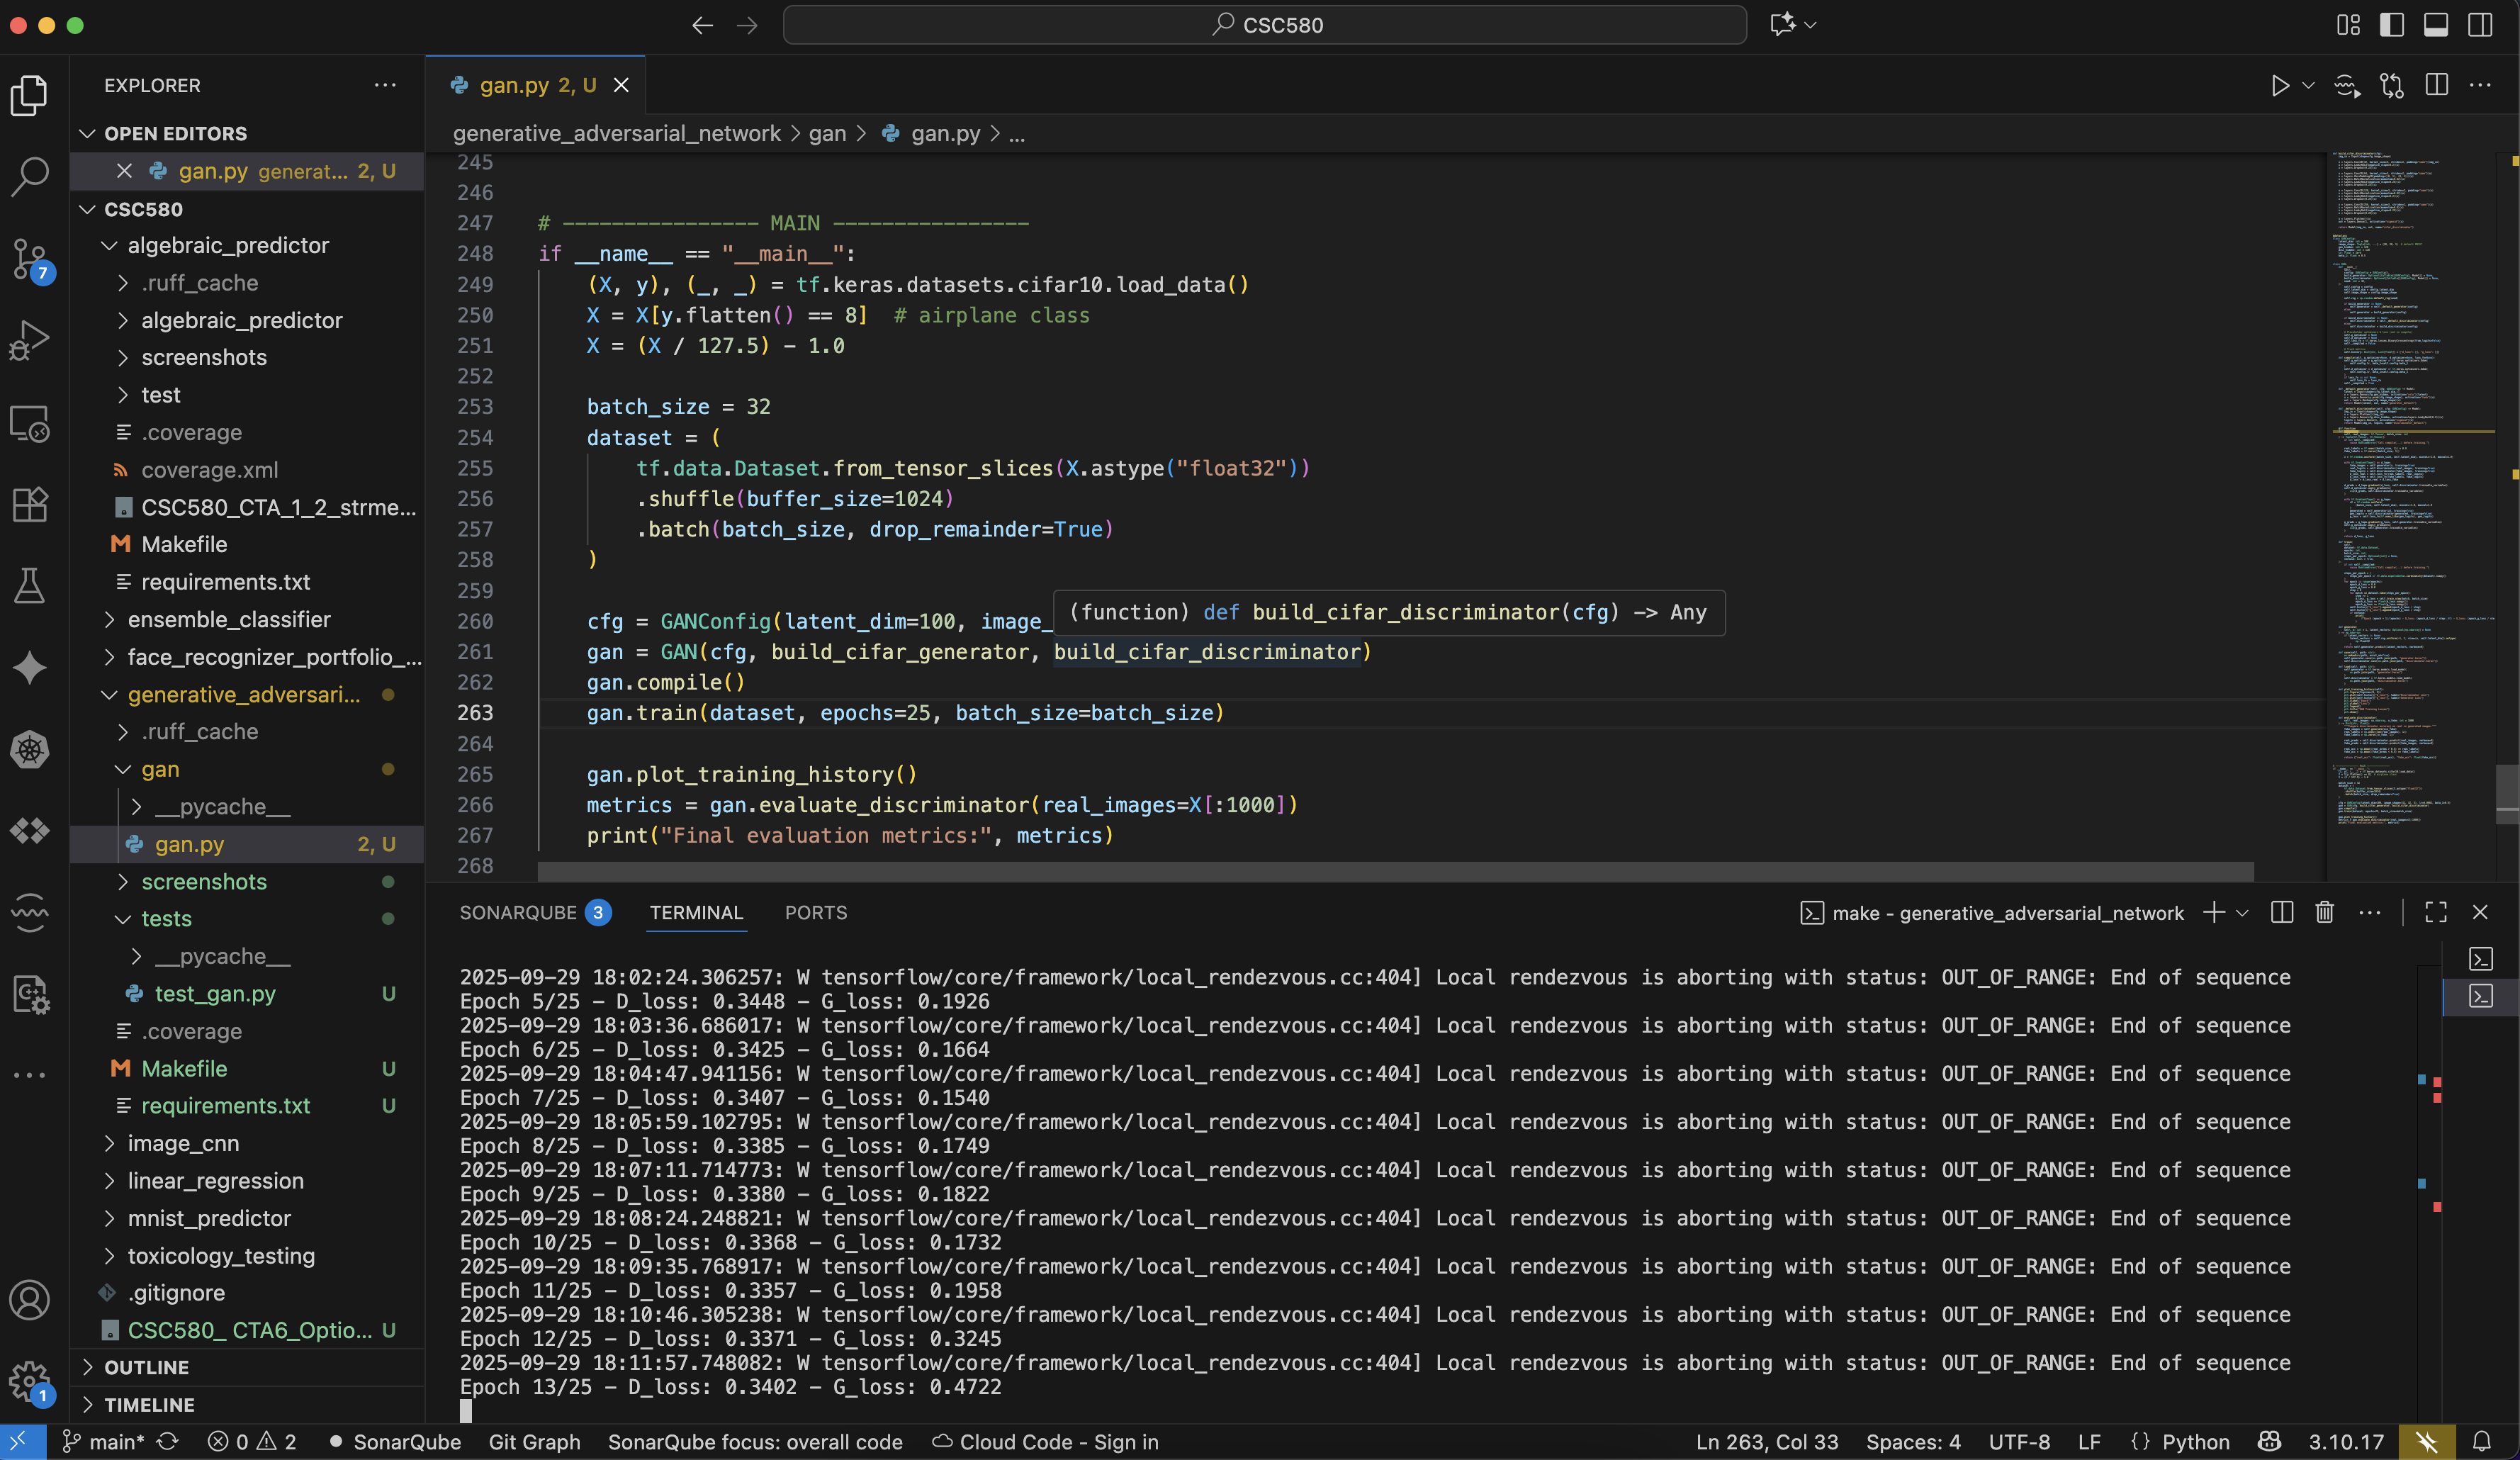 CSC580
EXPLORER
OPEN EDITORS
gan.py generat... 2, U
CSC580
algebraic_predictor
.ruff_cache
algebraic_predictor
screenshots
test
.coverage
coverage.xml
CSC580_CTA_1_2_strme...
Makefile
requirements.txt
ensemble_classifier
face_recognizer_portfolio_...
generative_adversari...
.ruff_cache
gan
__pycache__
gan.py 2, U
screenshots
tests
__pycache__
test_gan.py U
.coverage
Makefile U
requirements.txt U
image_cnn
linear_regression
mnist_predictor
toxicology_testing
.gitignore
CSC580_ CTA6_Optio... U
OUTLINE
TIMELINE
7
1
gan.py 2, U
generative_adversarial_network > gan > gan.py > ...
245
246
247 # ---------------- MAIN ----------------
248 if __name__ == "__main__":
249 (X, y), (_, _) = tf.keras.datasets.cifar10.load_data()
250 X = X[y.flatten() == 8]  # airplane class
251 X = (X / 127.5) - 1.0
252
253 batch_size = 32
254 dataset = (
255 tf.data.Dataset.from_tensor_slices(X.astype("float32"))
256 .shuffle(buffer_size=1024)
257 .batch(batch_size, drop_remainder=True)
258 )
259
(function) def build_cifar_discriminator(cfg) -> Any
260 cfg = GANConfig(latent_dim=100, image_
261 gan = GAN(cfg, build_cifar_generator, build_cifar_discriminator)
262 gan.compile()
263 gan.train(dataset, epochs=25, batch_size=batch_size)
264
265 gan.plot_training_history()
266 metrics = gan.evaluate_discriminator(real_images=X[:1000])
267 print("Final evaluation metrics:", metrics)
268
SONARQUBE 3 TERMINAL PORTS make - generative_adversarial_network
2025-09-29 18:02:24.306257: W tensorflow/core/framework/local_rendezvous.cc:404] Local rendezvous is aborting with status: OUT_OF_RANGE: End of sequence
Epoch 5/25 - D_loss: 0.3448 - G_loss: 0.1926
2025-09-29 18:03:36.686017: W tensorflow/core/framework/local_rendezvous.cc:404] Local rendezvous is aborting with status: OUT_OF_RANGE: End of sequence
Epoch 6/25 - D_loss: 0.3425 - G_loss: 0.1664
2025-09-29 18:04:47.941156: W tensorflow/core/framework/local_rendezvous.cc:404] Local rendezvous is aborting with status: OUT_OF_RANGE: End of sequence
Epoch 7/25 - D_loss: 0.3407 - G_loss: 0.1540
2025-09-29 18:05:59.102795: W tensorflow/core/framework/local_rendezvous.cc:404] Local rendezvous is aborting with status: OUT_OF_RANGE: End of sequence
Epoch 8/25 - D_loss: 0.3385 - G_loss: 0.1749
2025-09-29 18:07:11.714773: W tensorflow/core/framework/local_rendezvous.cc:404] Local rendezvous is aborting with status: OUT_OF_RANGE: End of sequence
Epoch 9/25 - D_loss: 0.3380 - G_loss: 0.1822
2025-09-29 18:08:24.248821: W tensorflow/core/framework/local_rendezvous.cc:404] Local rendezvous is aborting with status: OUT_OF_RANGE: End of sequence
Epoch 10/25 - D_loss: 0.3368 - G_loss: 0.1732
2025-09-29 18:09:35.768917: W tensorflow/core/framework/local_rendezvous.cc:404] Local rendezvous is aborting with status: OUT_OF_RANGE: End of sequence
Epoch 11/25 - D_loss: 0.3357 - G_loss: 0.1958
2025-09-29 18:10:46.305238: W tensorflow/core/framework/local_rendezvous.cc:404] Local rendezvous is aborting with status: OUT_OF_RANGE: End of sequence
Epoch 12/25 - D_loss: 0.3371 - G_loss: 0.3245
2025-09-29 18:11:57.748082: W tensorflow/core/framework/local_rendezvous.cc:404] Local rendezvous is aborting with status: OUT_OF_RANGE: End of sequence
Epoch 13/25 - D_loss: 0.3402 - G_loss: 0.4722
main* 0 2 SonarQube Git Graph SonarQube focus: overall code Cloud Code - Sign in Ln 263, Col 33 Spaces: 4 UTF-8 LF {} Python 3.10.17